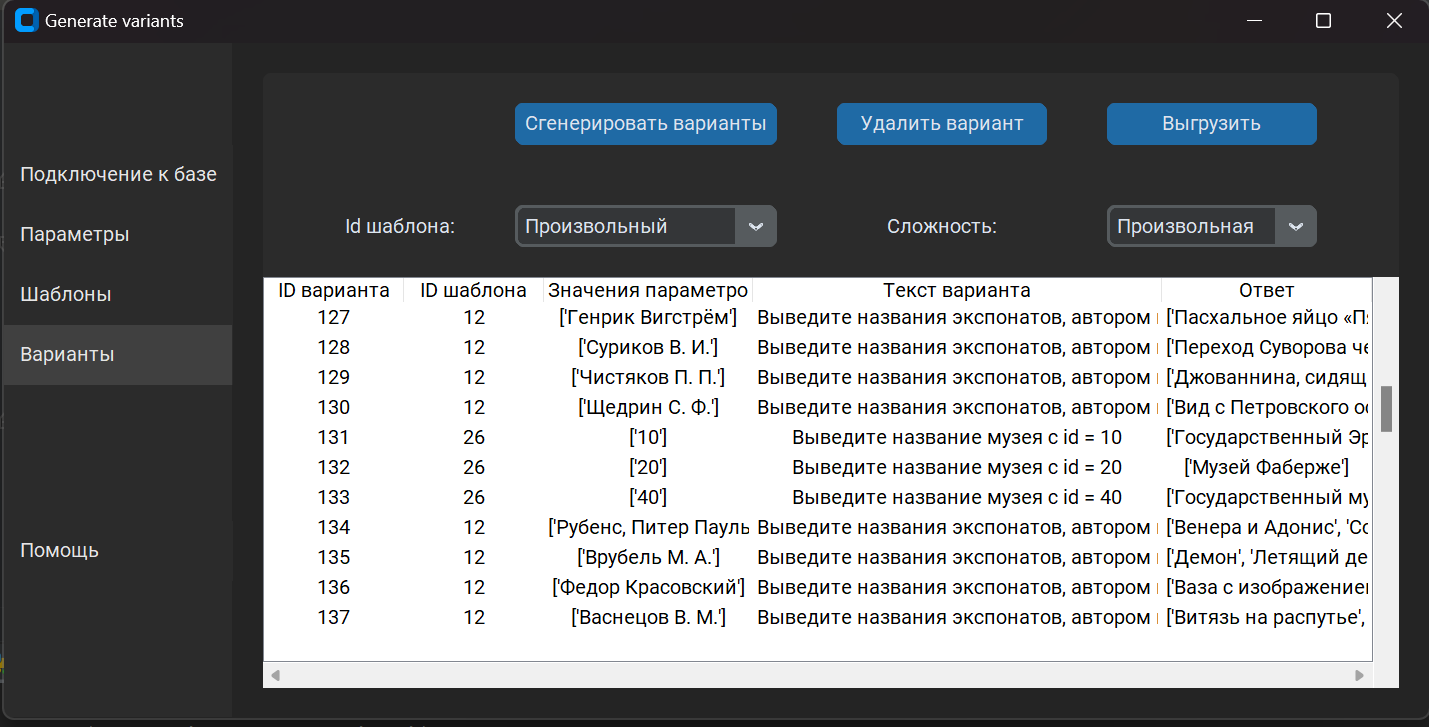 Generate variants
Сгенерировать варианты Удалить вариант Выгрузить
Подключение к базе
Id шаблона: Произвольный Сложность: Произвольная
Параметры
Шаблоны
Варианты
Помощь
ID варианта ID шаблона Значения параметро Текст варианта Ответ
127 12 ['Генрик Вигстрём'] Выведите названия экспонатов, автором ['Пасхальное яйцо «П
128 12 ['Суриков В. И.'] Выведите названия экспонатов, автором ['Переход Суворова че
129 12 ['Чистяков П. П.'] Выведите названия экспонатов, автором ['Джованнина, сидящ
130 12 ['Щедрин С. Ф.'] Выведите названия экспонатов, автором ['Вид с Петровского ос
131 26 ['10'] Выведите название музея с id = 10 ['Государственный Эр
132 26 ['20'] Выведите название музея с id = 20 ['Музей Фаберже']
133 26 ['40'] Выведите название музея с id = 40 ['Государственный му
134 12 ['Рубенс, Питер Пауль Выведите названия экспонатов, автором ['Венера и Адонис', 'Со
135 12 ['Врубель М. А.'] Выведите названия экспонатов, автором ['Демон', 'Летящий де
136 12 ['Федор Красовский'] Выведите названия экспонатов, автором ['Ваза с изображением
137 12 ['Васнецов В. М.'] Выведите названия экспонатов, автором ['Витязь на распутье',